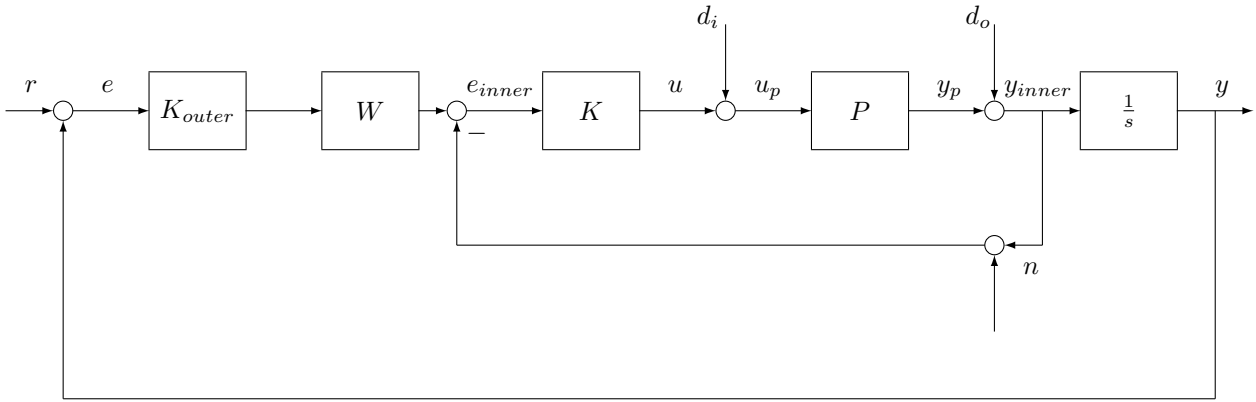 d_i
d_o
r
e
K_outer
W
e_inner
K
u
u_p
P
y_p
y_inner
1/s
y
−
n